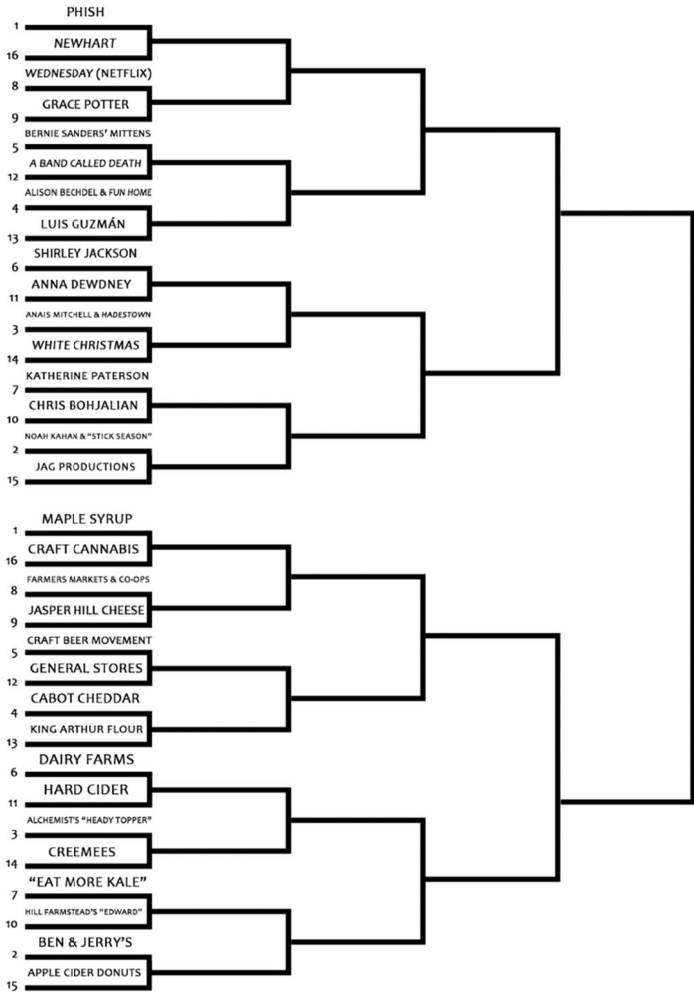 PHISH
1
NEWHART
16
WEDNESDAY (NETFLIX)
8
GRACE POTTER
9
BERNIE SANDERS' MITTENS
5
A BAND CALLED DEATH
12
ALISON BECHDEL & FUN HOME
4
LUIS GUZMÁN
13
SHIRLEY JACKSON
6
ANNA DEWDNEY
11
ANAIS MITCHELL & HADESTOWN
3
WHITE CHRISTMAS
14
KATHERINE PATERSON
7
CHRIS BOHJALIAN
10
NOAH KAHAN & "STICK SEASON"
2
JAG PRODUCTIONS
15
MAPLE SYRUP
1
CRAFT CANNABIS
16
FARMERS MARKETS & CO-OPS
8
JASPER HILL CHEESE
9
CRAFT BEER MOVEMENT
5
GENERAL STORES
12
CABOT CHEDDAR
4
KING ARTHUR FLOUR
13
DAIRY FARMS
6
HARD CIDER
11
ALCHEMIST'S "HEADY TOPPER"
3
CREEMEES
14
"EAT MORE KALE"
7
HILL FARMSTEAD'S "EDWARD"
10
BEN & JERRY'S
2
APPLE CIDER DONUTS
15